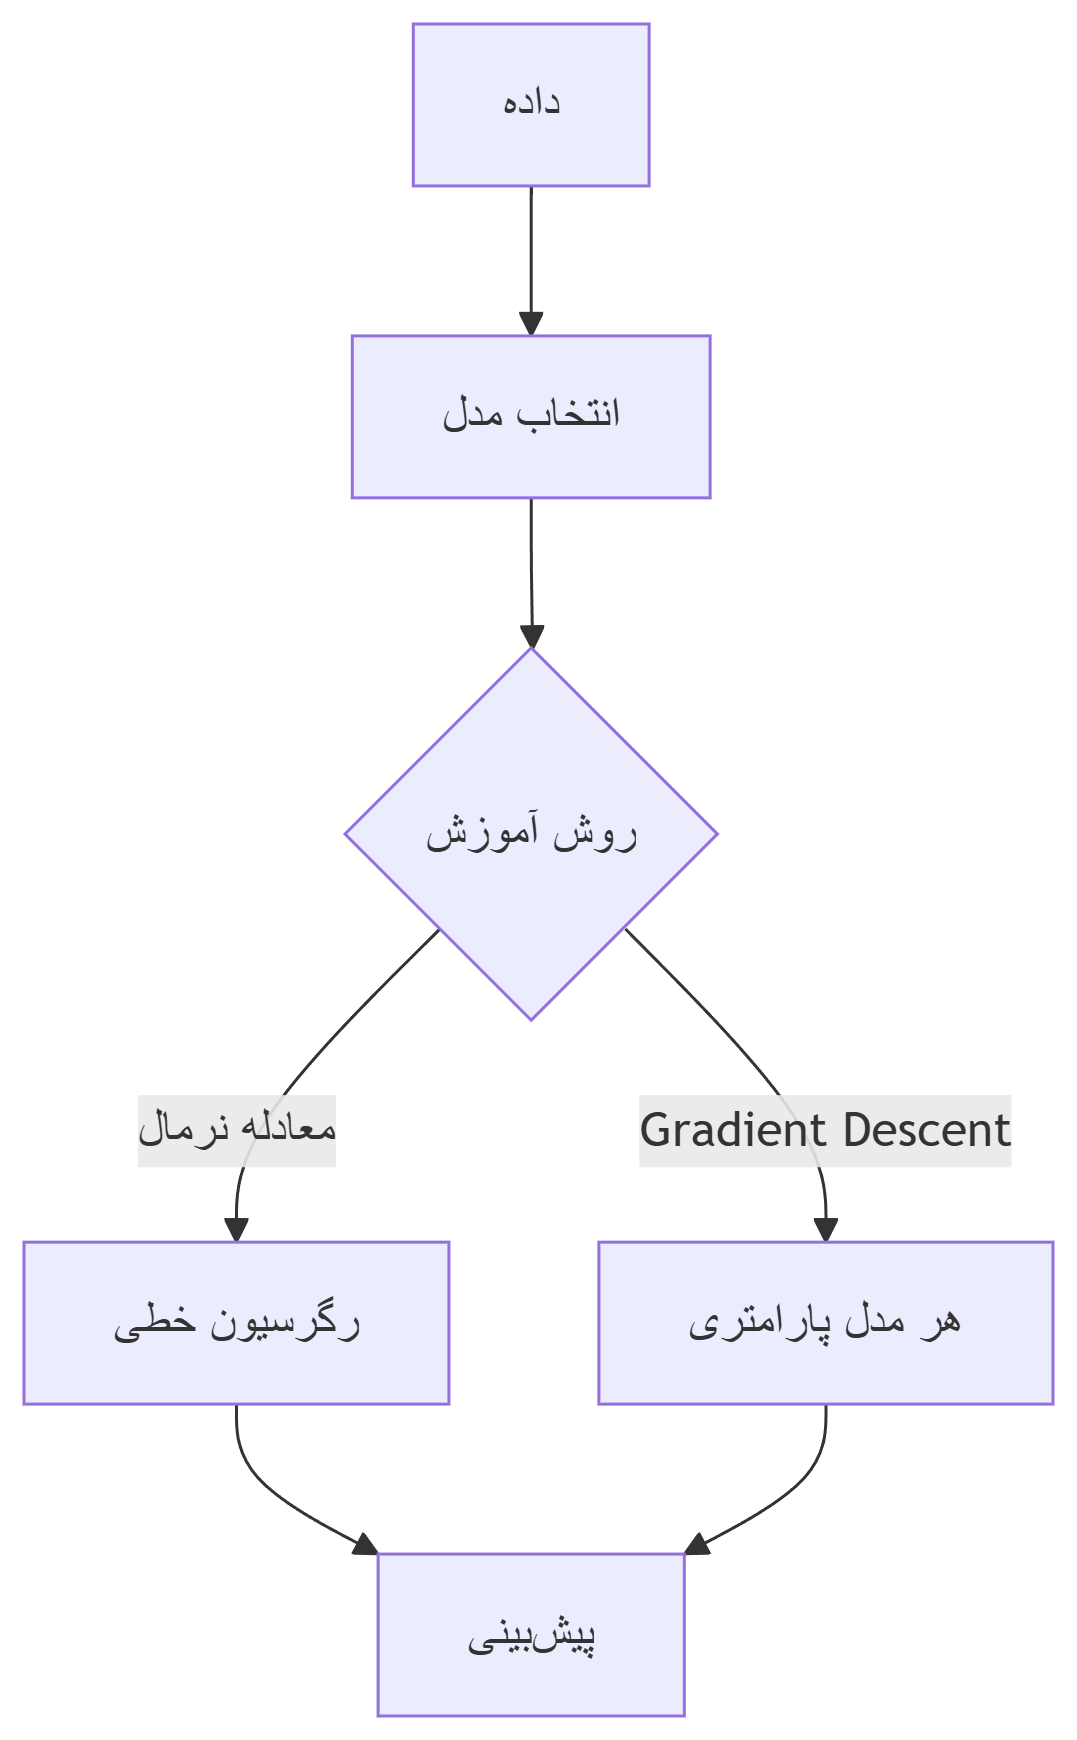 داده
انتخاب مدل
روش آموزش
معادله نرمال
Gradient Descent
رگرسیون خطی
هر مدل پارامتری
پیش‌بینی